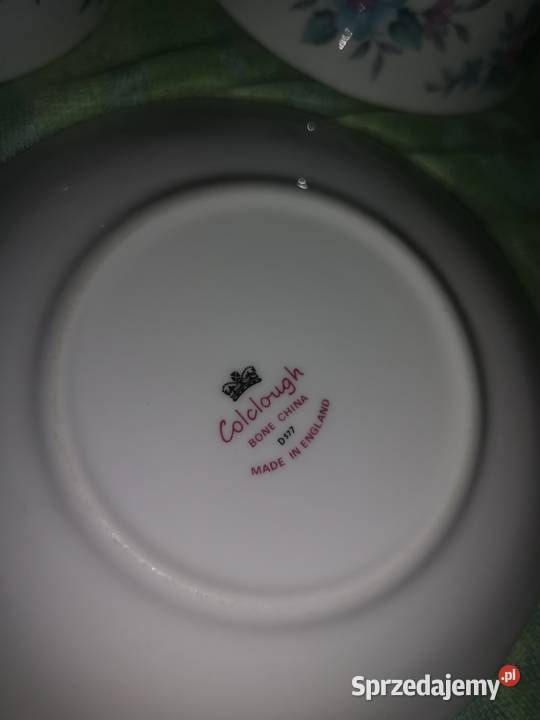 Colclough
BONE CHINA
D377
MADE IN ENGLAND
Sprzedajemy.pl